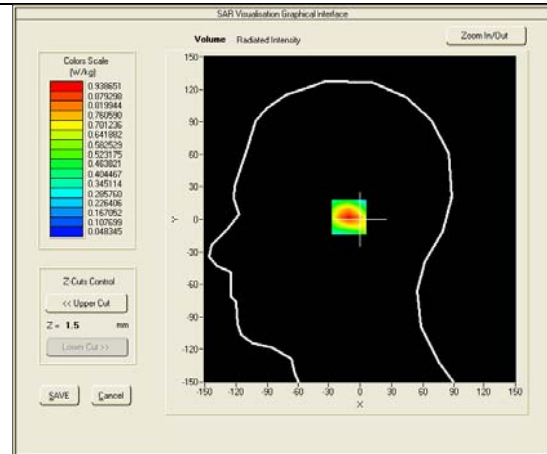 SAR Visualisation Graphical Interface
Volume Radiated Intensity
Zoom In/Out
Colors Scale
(W/kg)
0.938651
0.879298
0.819944
0.760590
0.701236
0.641882
0.582529
0.523175
0.463821
0.404467
0.345114
0.285760
0.226406
0.167052
0.107699
0.048345
150
120
90
60
30
0
-30
-60
-90
-120
-150
Y
-150 -120 -90 -60 -30 0 30 60 90 120 150
X
Z-Cuts Control
<< Upper Cut
Z = 1.5 mm
Lower Cut >>
SAVE Cancel